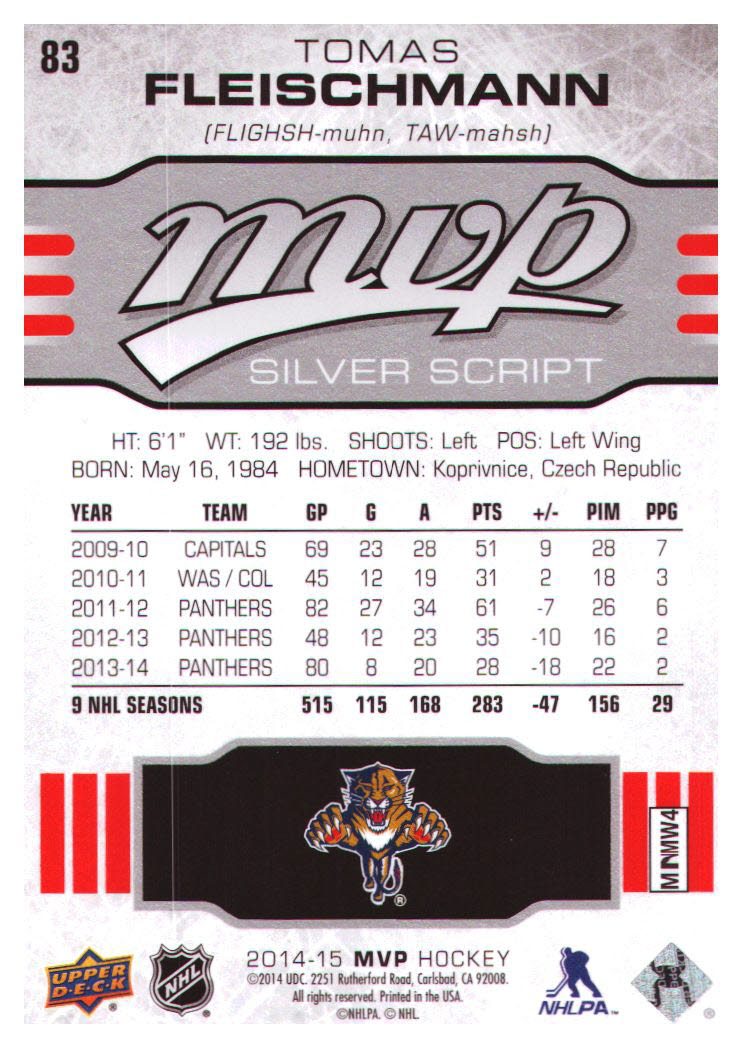 83
TOMAS
FLEISCHMANN
(FLIGHSH-muhn, TAW-mahsh)
mvp
SILVER SCRIPT
HT: 6'1" WT: 192 lbs. SHOOTS: Left POS: Left Wing
BORN: May 16, 1984 HOMETOWN: Koprivnice, Czech Republic
YEAR TEAM GP G A PTS +/- PIM PPG
2009-10 CAPITALS 69 23 28 51 9 28 7
2010-11 WAS / COL 45 12 19 31 2 18 3
2011-12 PANTHERS 82 27 34 61 -7 26 6
2012-13 PANTHERS 48 12 23 35 -10 16 2
2013-14 PANTHERS 80 8 20 28 -18 22 2
9 NHL SEASONS 515 115 168 283 -47 156 29
®
UPPER
D·E·C·K
®
NHL
®
2014-15 MVP HOCKEY
©2014 UDC. 2251 Rutherford Road, Carlsbad, CA 92008.
All rights reserved. Printed in the USA.
©NHLPA. © NHL.
NHLPA™
®